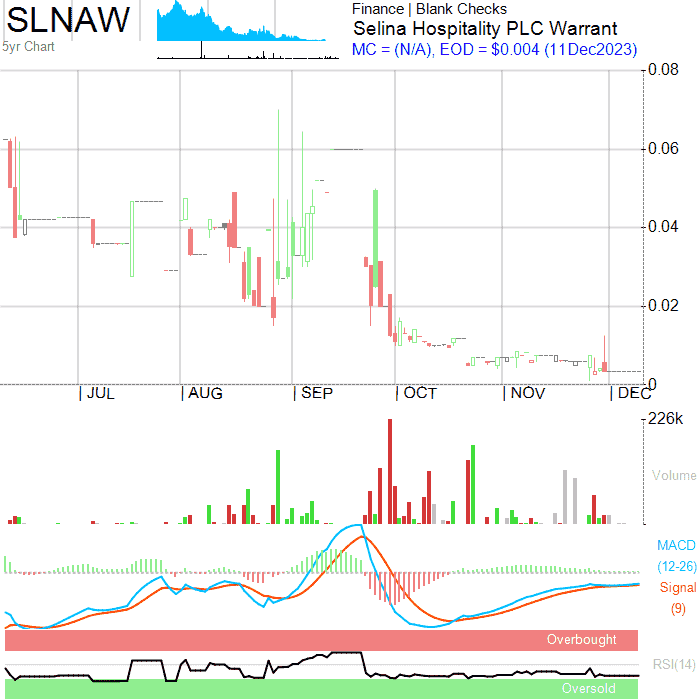 SLNAW
5yr Chart
Finance | Blank Checks
Selina Hospitality PLC Warrant
MC = (N/A), EOD = $0.004 (11Dec2023)
0.08
0.06
0.04
0.02
0
| JUL | AUG | SEP | OCT | NOV | DEC
226k
Volume
MACD
(12-26)
Signal
(9)
Overbought
RSI(14)
Oversold